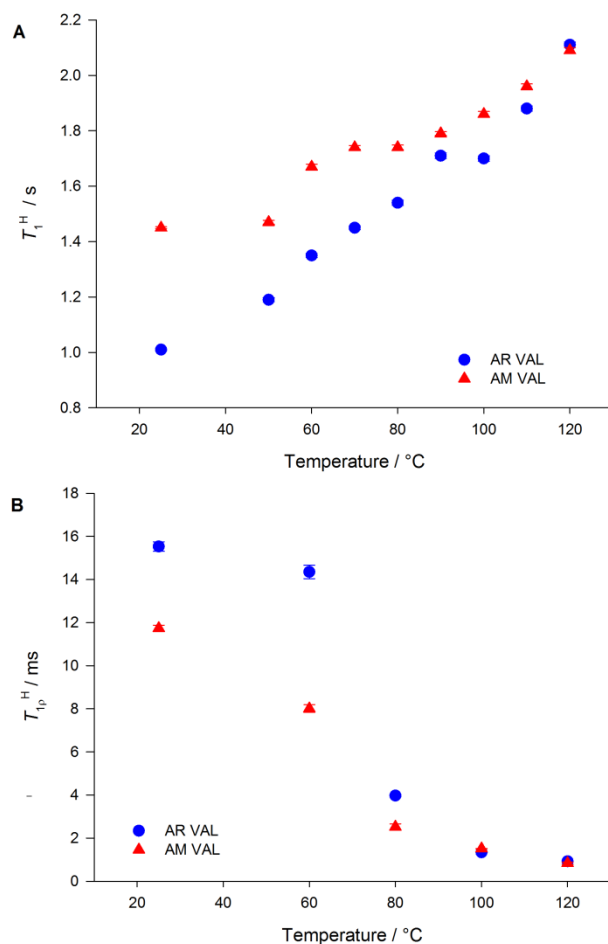 A
2.2
2.0
1.8
1.6
1.4
1.2
1.0
0.8
T₁ᴴ / s
AR VAL
AM VAL
20 40 60 80 100 120
Temperature / °C
B
18
16
14
12
10
8
6
4
2
0
T₁ρᴴ / ms
AR VAL
AM VAL
20 40 60 80 100 120
Temperature / °C